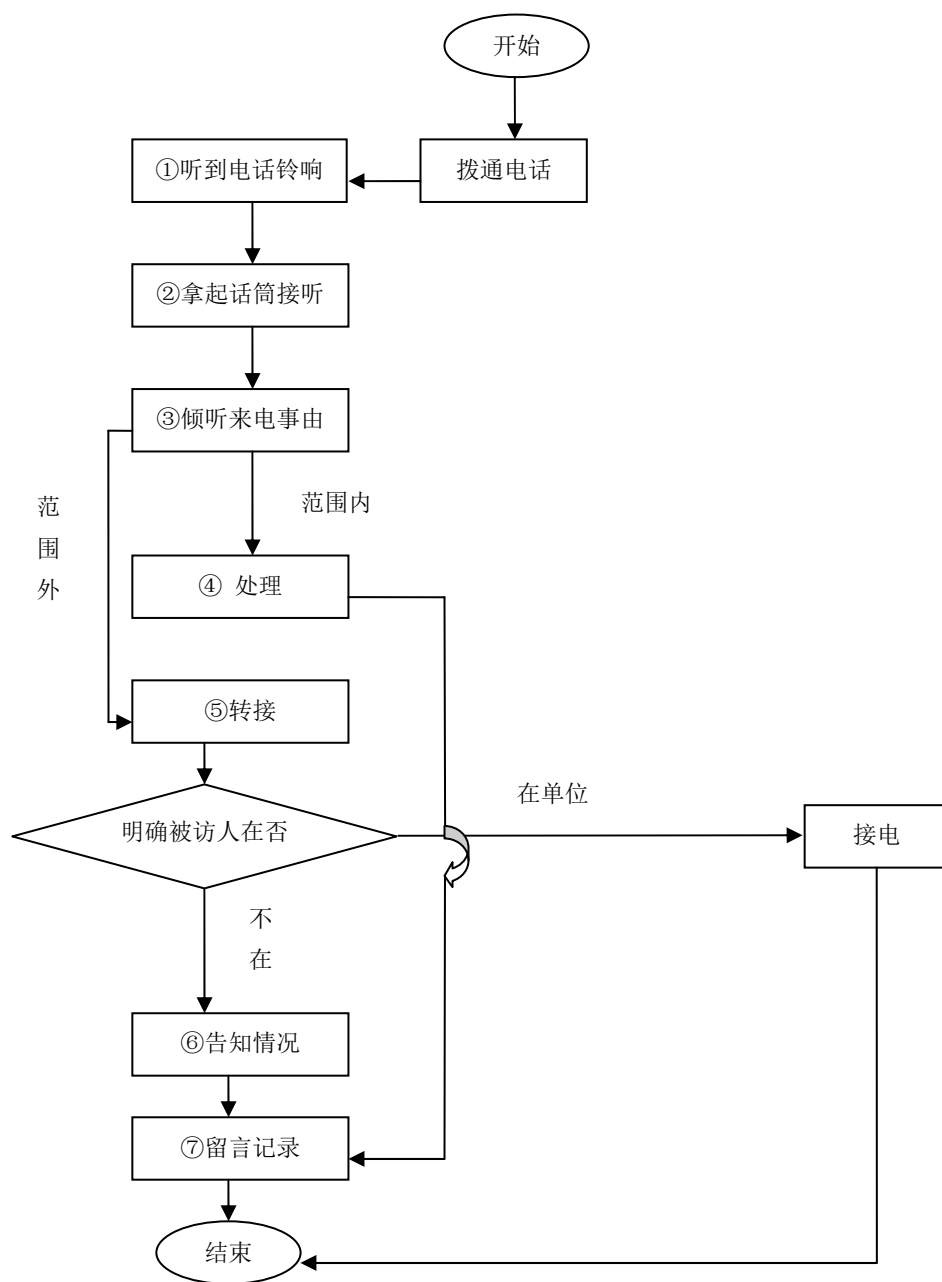 开始
拨通电话
①听到电话铃响
②拿起话筒接听
③倾听来电事由
范围内
范
围
外
④ 处理
⑤转接
在单位
明确被访人在否
接电
不
在
⑥告知情况
⑦留言记录
结束